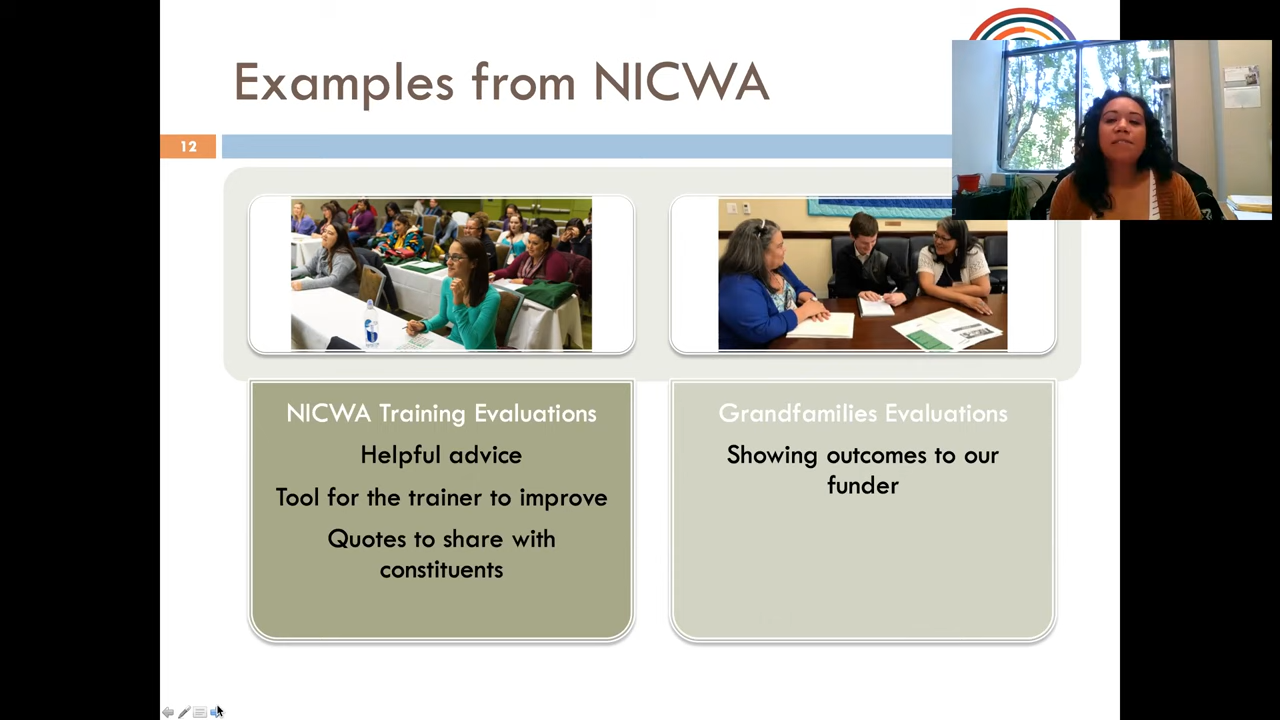 Examples from NICWA
12
NICWA Training Evaluations
Helpful advice
Tool for the trainer to improve
Quotes to share with
constituents
Grandfamilies Evaluations
Showing outcomes to our
funder